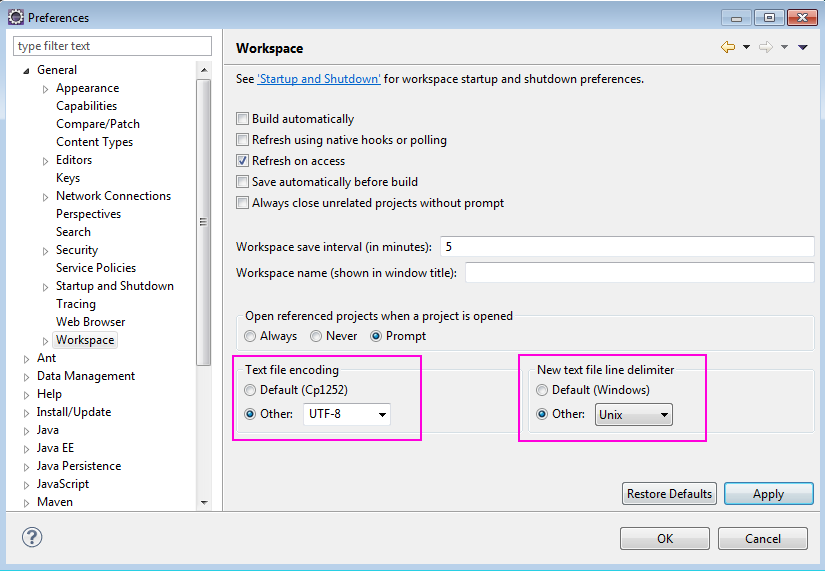 Preferences
type filter text
General
Appearance
Capabilities
Compare/Patch
Content Types
Editors
Keys
Network Connections
Perspectives
Search
Security
Service Policies
Startup and Shutdown
Tracing
Web Browser
Workspace
Ant
Data Management
Help
Install/Update
Java
Java EE
Java Persistence
JavaScript
Maven
Workspace
See 'Startup and Shutdown' for workspace startup and shutdown preferences.
Build automatically
Refresh using native hooks or polling
Refresh on access
Save automatically before build
Always close unrelated projects without prompt
Workspace save interval (in minutes): 5
Workspace name (shown in window title):
Open referenced projects when a project is opened
Always Never Prompt
Text file encoding
Default (Cp1252)
Other: UTF-8
New text file line delimiter
Default (Windows)
Other: Unix
Restore Defaults Apply
? OK Cancel